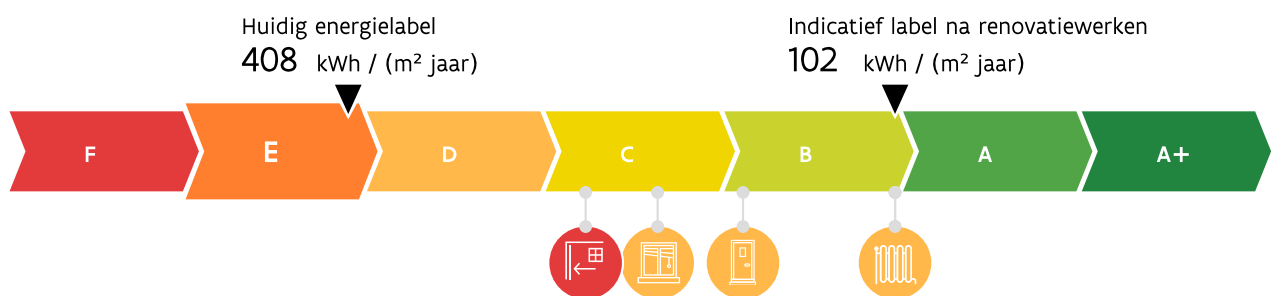 Huidig energielabel
408 kWh / (m² jaar)
Indicatief label na renovatiewerken
102 kWh / (m² jaar)
F E D C B A A+